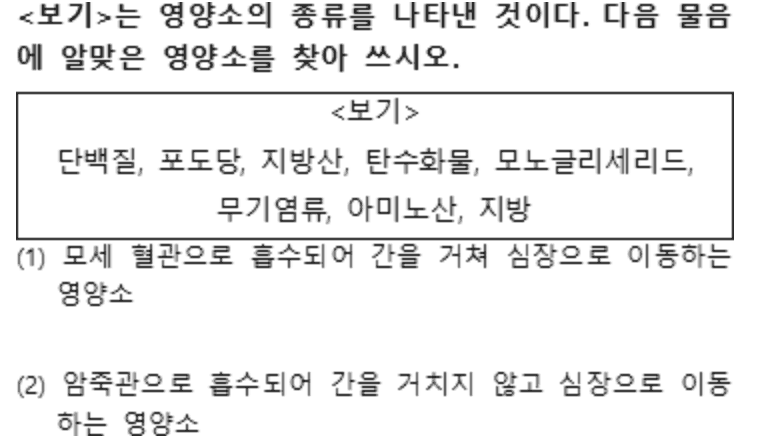 <보기>는 영양소의 종류를 나타낸 것이다. 다음 물음
에 알맞은 영양소를 찾아 쓰시오.
<보기>
단백질, 포도당, 지방산, 탄수화물, 모노글리세리드,
무기염류, 아미노산, 지방
(1) 모세 혈관으로 흡수되어 간을 거쳐 심장으로 이동하는
영양소
(2) 암죽관으로 흡수되어 간을 거치지 않고 심장으로 이동
하는 영양소